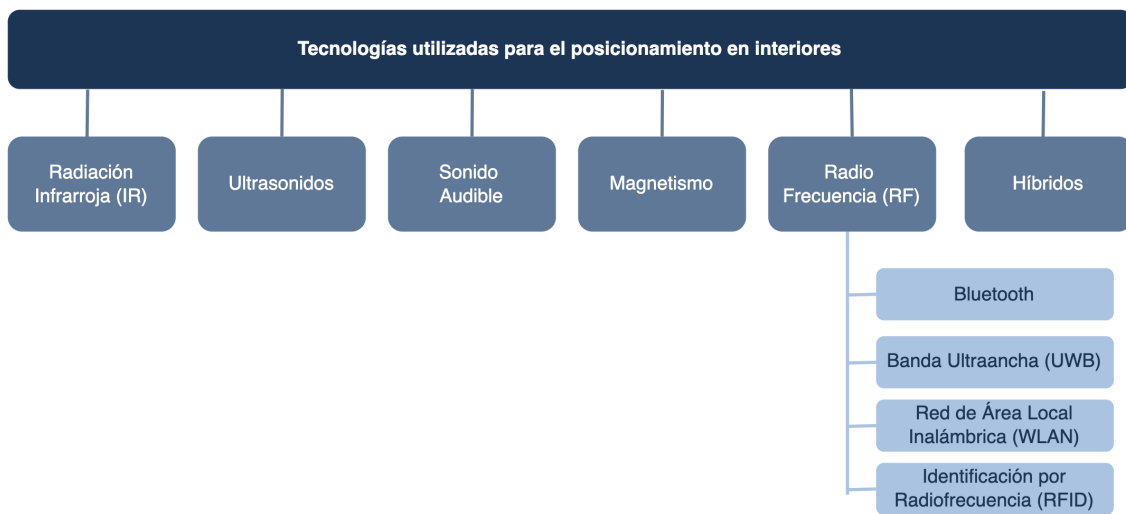 Tecnologías utilizadas para el posicionamiento en interiores
Radiación
Infrarroja (IR)
Ultrasonidos
Sonido
Audible
Magnetismo
Radio
Frecuencia (RF)
Híbridos
Bluetooth
Banda Ultraancha (UWB)
Red de Área Local
Inalámbrica (WLAN)
Identificación por
Radiofrecuencia (RFID)